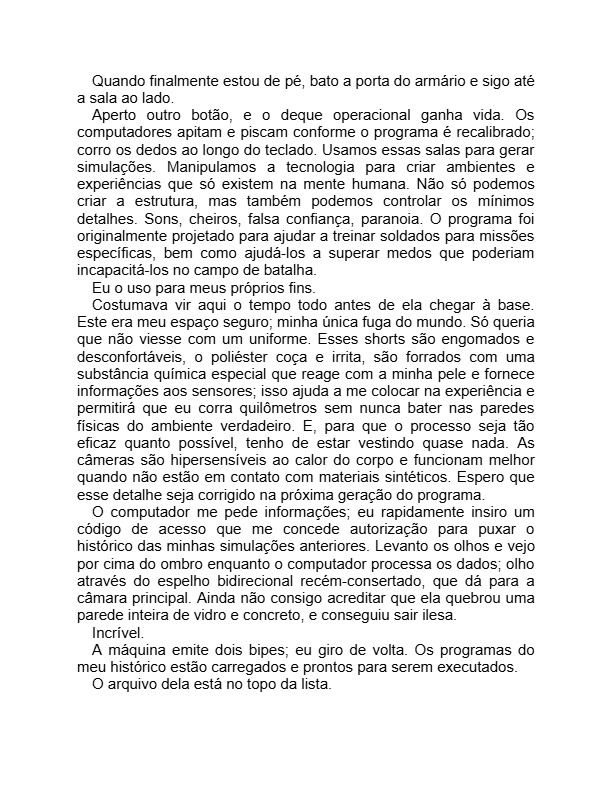 Quando finalmente estou de pé, bato a porta do armário e sigo até
a sala ao lado.
Aperto outro botão, e o deque operacional ganha vida. Os
computadores apitam e piscam conforme o programa é recalibrado;
corro os dedos ao longo do teclado. Usamos essas salas para gerar
simulações. Manipulamos a tecnologia para criar ambientes e
experiências que só existem na mente humana. Não só podemos
criar a estrutura, mas também podemos controlar os mínimos
detalhes. Sons, cheiros, falsa confiança, paranoia. O programa foi
originalmente projetado para ajudar a treinar soldados para missões
específicas, bem como ajudá-los a superar medos que poderiam
incapacitá-los no campo de batalha.
Eu o uso para meus próprios fins.
Costumava vir aqui o tempo todo antes de ela chegar à base.
Este era meu espaço seguro; minha única fuga do mundo. Só queria
que não viesse com um uniforme. Esses shorts são engomados e
desconfortáveis, o poliéster coça e irrita, são forrados com uma
substância química especial que reage com a minha pele e fornece
informações aos sensores; isso ajuda a me colocar na experiência e
permitirá que eu corra quilômetros sem nunca bater nas paredes
físicas do ambiente verdadeiro. E, para que o processo seja tão
eficaz quanto possível, tenho de estar vestindo quase nada. As
câmeras são hipersensíveis ao calor do corpo e funcionam melhor
quando não estão em contato com materiais sintéticos. Espero que
esse detalhe seja corrigido na próxima geração do programa.
O computador me pede informações; eu rapidamente insiro um
código de acesso que me concede autorização para puxar o
histórico das minhas simulações anteriores. Levanto os olhos e vejo
por cima do ombro enquanto o computador processa os dados; olho
através do espelho bidirecional recém-consertado, que dá para a
câmara principal. Ainda não consigo acreditar que ela quebrou uma
parede inteira de vidro e concreto, e conseguiu sair ilesa.
Incrível.
A máquina emite dois bipes; eu giro de volta. Os programas do
meu histórico estão carregados e prontos para serem executados.
O arquivo dela está no topo da lista.